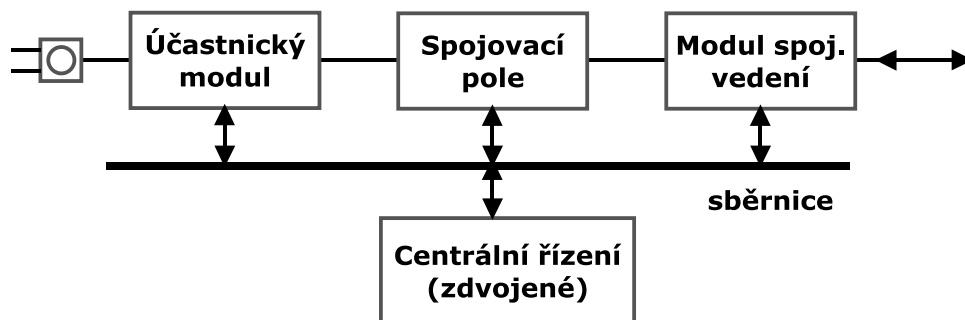 Účastnický
modul
Spojovací
pole
Modul spoj.
vedení
sběrnice
Centrální řízení
(zdvojené)